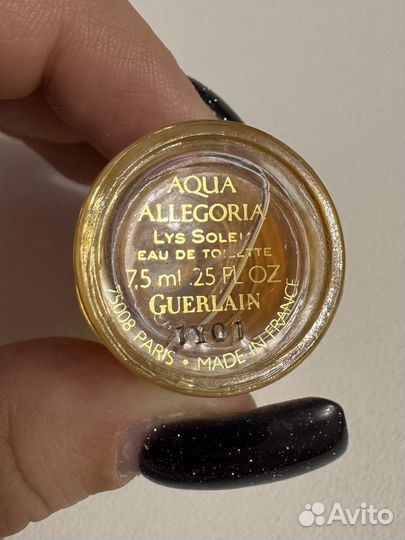 AQUA
ALLEGORIA
LYS SOLEIL
EAU DE TOILETTE
7,5 ml .25 FL OZ
GUERLAIN
1Y01
75008 PARIS • MADE IN FRANCE
Avito